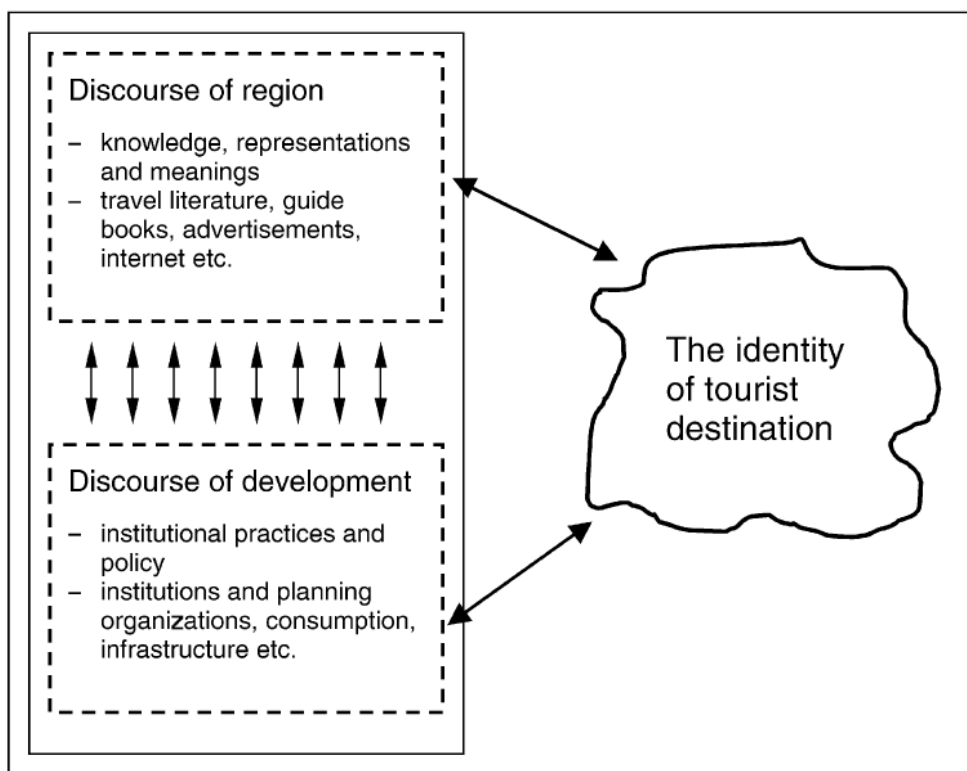 Discourse of region
– knowledge, representations
and meanings
– travel literature, guide
books, advertisements,
internet etc.
The identity
of tourist
destination
Discourse of development
– institutional practices and
policy
– institutions and planning
organizations, consumption,
infrastructure etc.